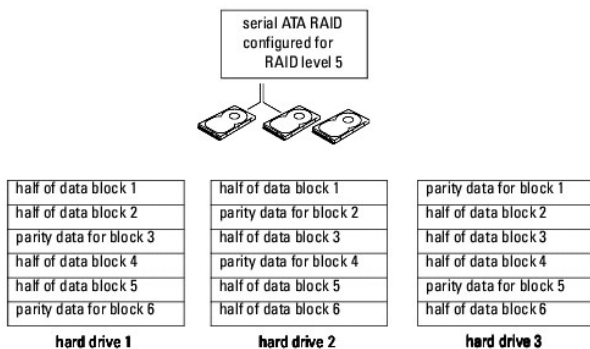 serial ATA RAID
configured for
RAID level 5
half of data block 1
half of data block 2
parity data for block 3
half of data block 4
half of data block 5
parity data for block 6
hard drive 1
half of data block 1
parity data for block 2
half of data block 3
parity data for block 4
half of data block 5
half of data block 6
hard drive 2
parity data for block 1
half of data block 2
half of data block 3
half of data block 4
parity data for block 5
half of data block 6
hard drive 3